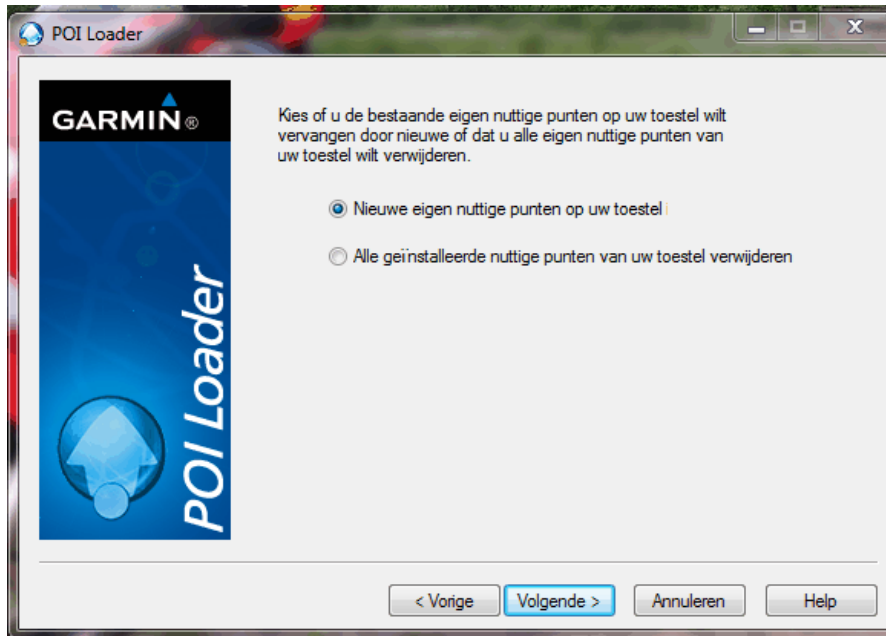 POI Loader
GARMIN®
POI Loader
Kies of u de bestaande eigen nuttige punten op uw toestel wilt
vervangen door nieuwe of dat u alle eigen nuttige punten van
uw toestel wilt verwijderen.
Nieuwe eigen nuttige punten op uw toestel i
Alle geïnstalleerde nuttige punten van uw toestel verwijderen
< Vorige
Volgende >
Annuleren
Help